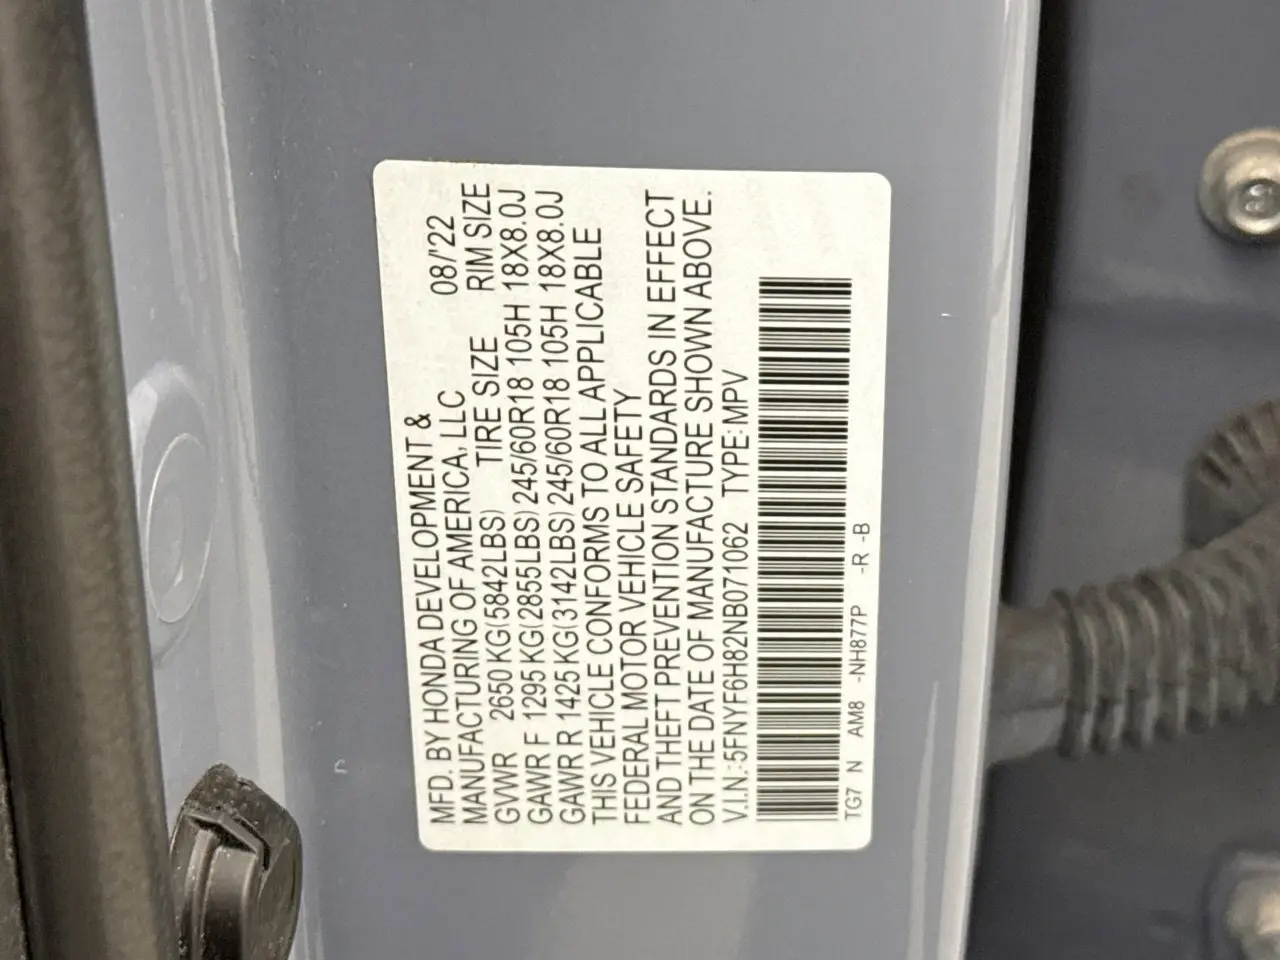 MFD. BY HONDA DEVELOPMENT &
MANUFACTURING OF AMERICA, LLC 08/'22
GVWR 2650 KG(5842LBS) TIRE SIZE RIM SIZE
GAWR F 1295 KG(2855LBS) 245/60R18 105H 18X8.0J
GAWR R 1425 KG(3142LBS) 245/60R18 105H 18X8.0J
THIS VEHICLE CONFORMS TO ALL APPLICABLE
FEDERAL MOTOR VEHICLE SAFETY
AND THEFT PREVENTION STANDARDS IN EFFECT
ON THE DATE OF MANUFACTURE SHOWN ABOVE.
V.I.N.:5FNYF6H82NB071062 TYPE:MPV
TG7 N AM8 -NH877P -R -B